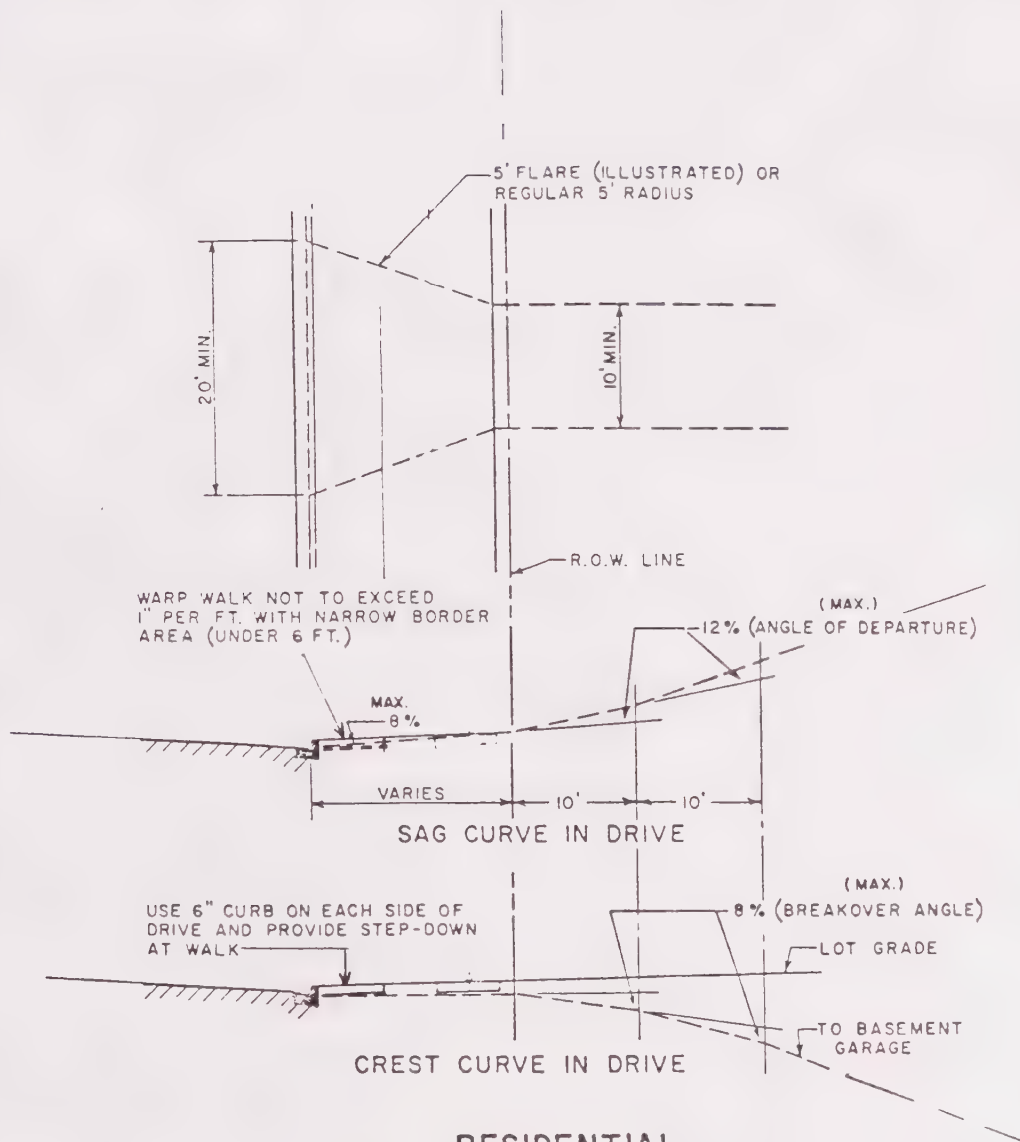 5' FLARE (ILLUSTRATED) OR
REGULAR 5' RADIUS
20' MIN.
10' MIN.
R.O.W. LINE
WARP WALK NOT TO EXCEED
1" PER FT. WITH NARROW BORDER
AREA (UNDER 6 FT.)
(MAX.)
12% (ANGLE OF DEPARTURE)
MAX.
8%
VARIES
10'
10'
SAG CURVE IN DRIVE
(MAX.)
8% (BREAKOVER ANGLE)
USE 6" CURB ON EACH SIDE OF
DRIVE AND PROVIDE STEP-DOWN
AT WALK
LOT GRADE
TO BASEMENT
GARAGE
CREST CURVE IN DRIVE
RESIDENTIAL